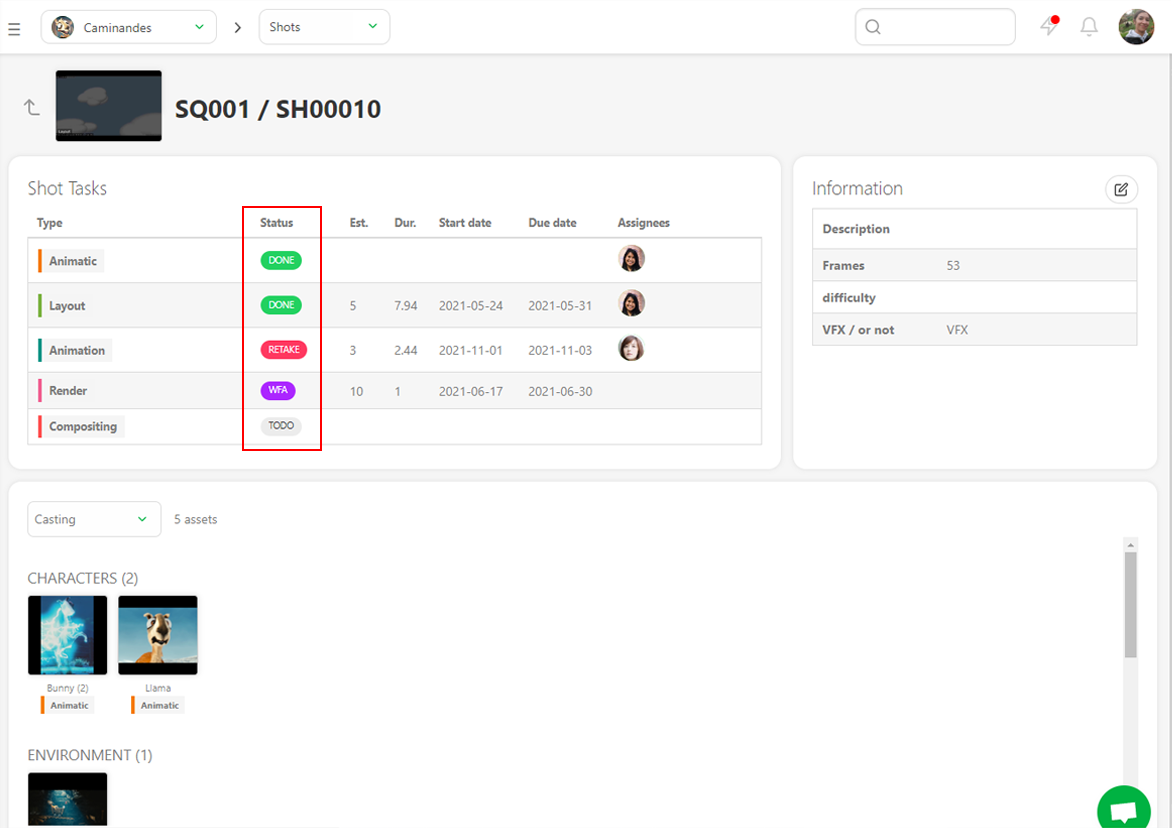 Caminandes
Shots
SQ001 / SH00010
Shot Tasks
Type Status Est. Dur. Start date Due date Assignees
Animatic DONE
Layout DONE 5 7.94 2021-05-24 2021-05-31
Animation RETAKE 3 2.44 2021-11-01 2021-11-03
Render WFA 10 1 2021-06-17 2021-06-30
Compositing TODO
Information
Description
Frames 53
difficulty
VFX / or not VFX
Casting 5 assets
CHARACTERS (2)
Bunny (2) Llama
Animatic Animatic
ENVIRONMENT (1)